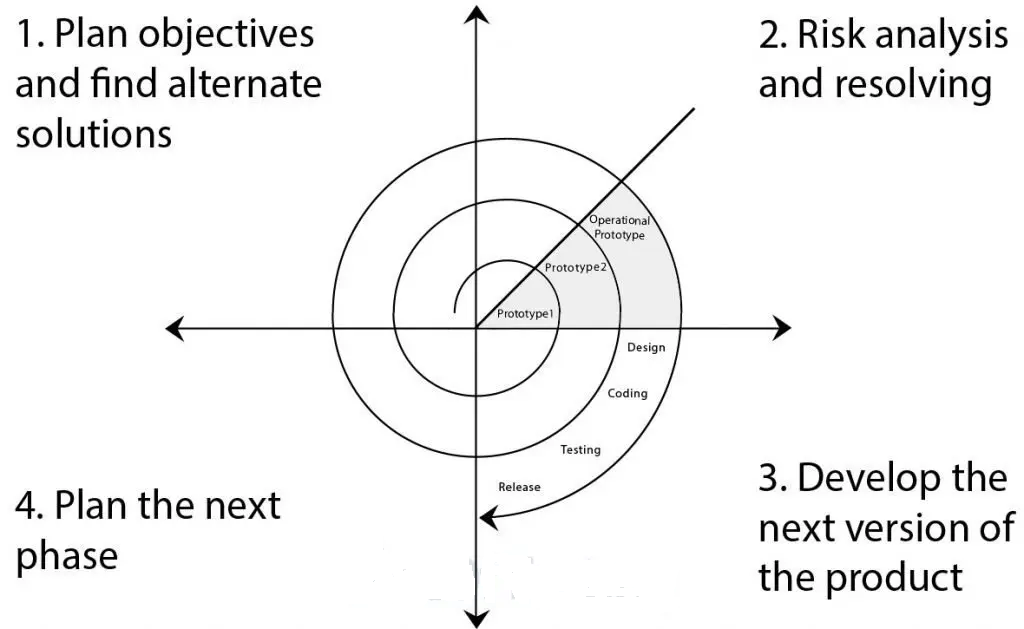 1. Plan objectives
and find alternate
solutions
2. Risk analysis
and resolving
Operational
Prototype
Prototype2
Prototype1
Design
Coding
Testing
Release
4. Plan the next
phase
3. Develop the
next version of
the product